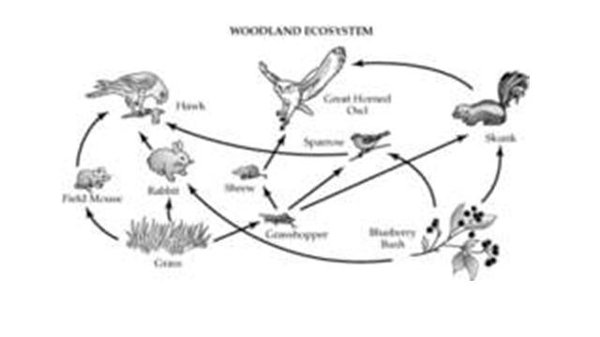 WOODLAND ECOSYSTEM
Hawk
Great Horned
Owl
Sparrow
Skunk
Field Mouse
Rabbit
Shrew
Grasshopper
Blueberry
Bush
Grass